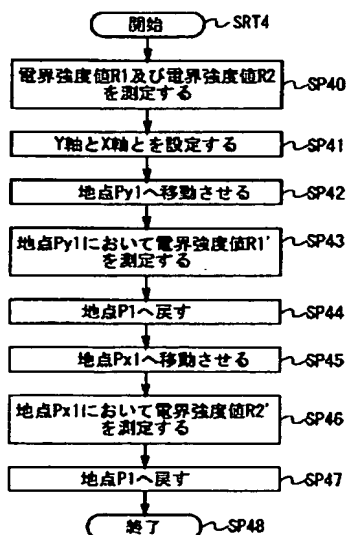 開始 SRT4
電界強度値R1及び電界強度値R2
を測定する SP40
Y軸とX軸とを設定する SP41
地点Py1へ移動させる SP42
地点Py1において電界強度値R1'
を測定する SP43
地点P1へ戻す SP44
地点Px1へ移動させる SP45
地点Px1において電界強度値R2'
を測定する SP46
地点P1へ戻す SP47
終了 SP48